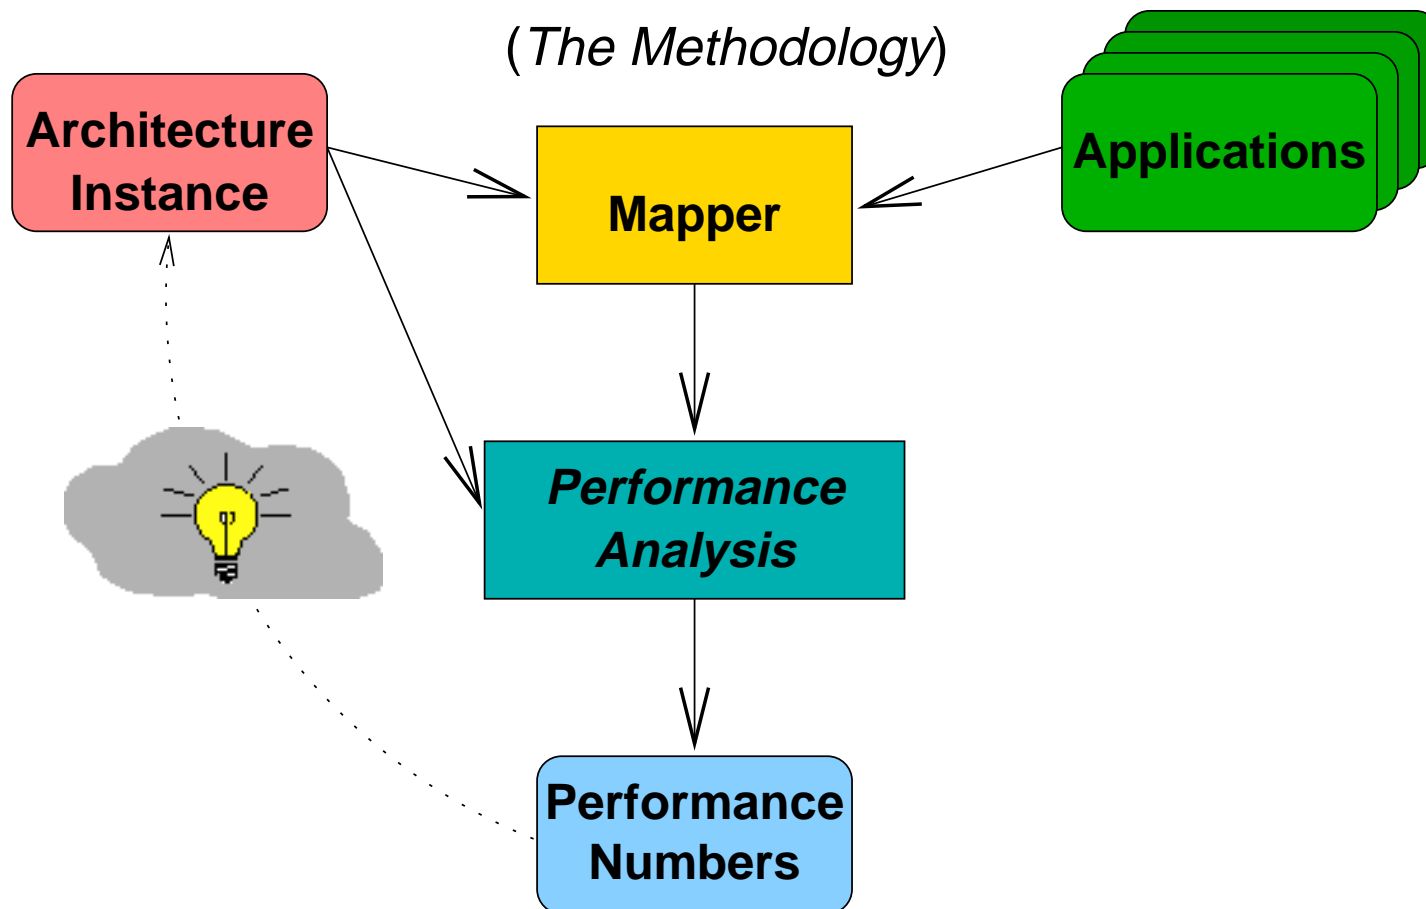 (The Methodology)
Architecture
Instance
Mapper
Applications
Performance
Analysis
Performance
Numbers